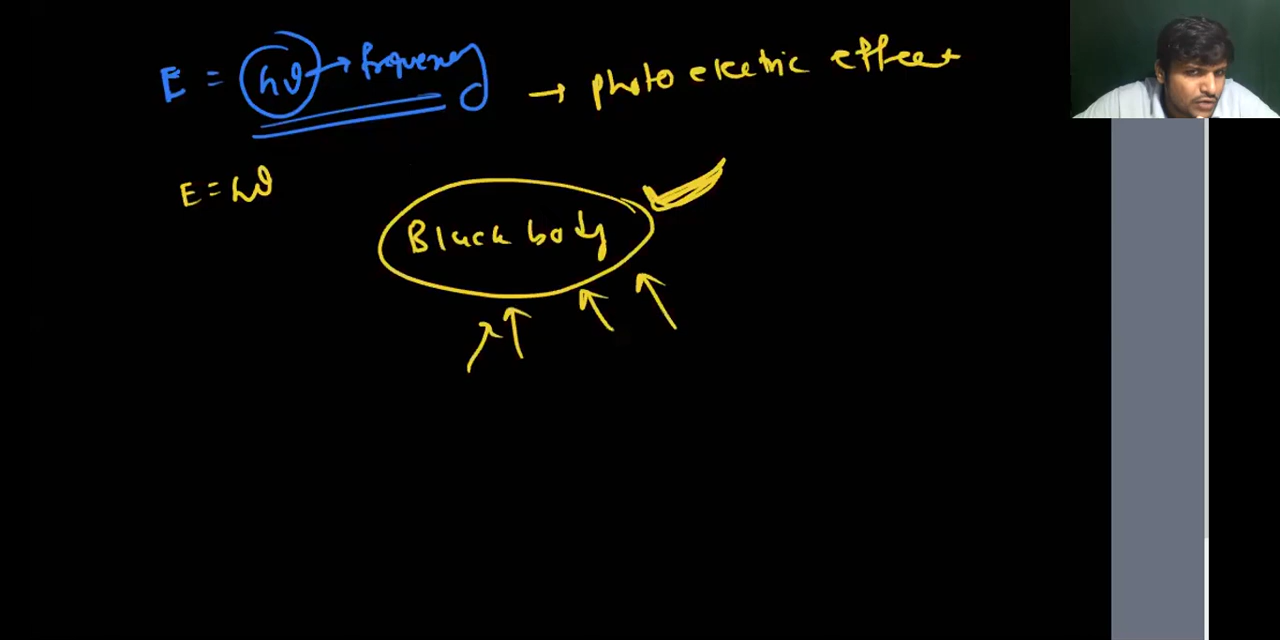 E = hν → frequency → photo electric effect
E = hν
Black body